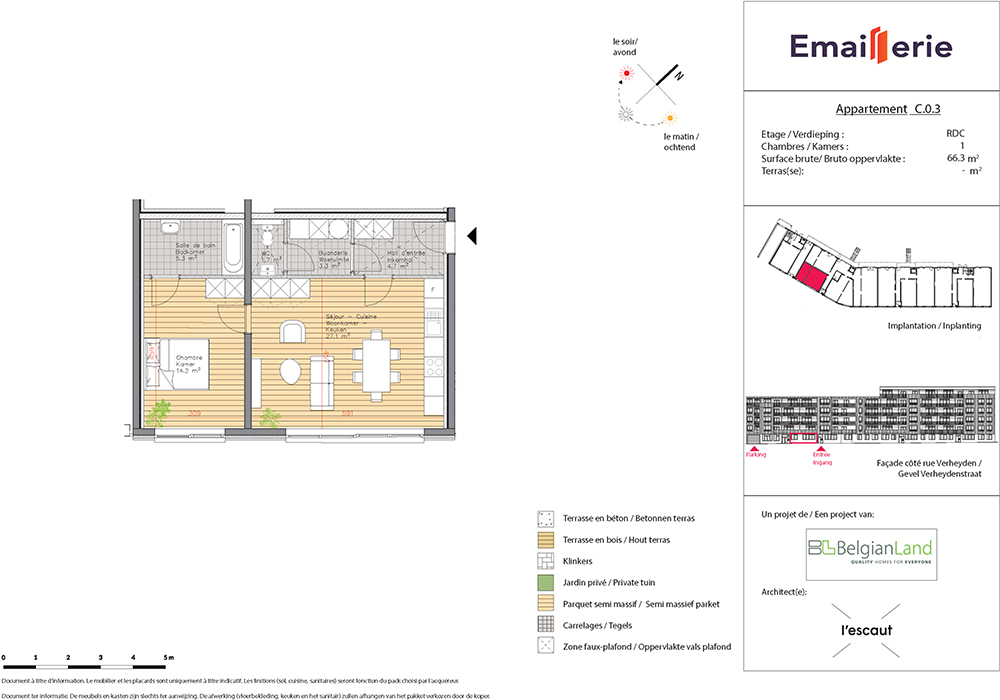 le soir/
avond
N
le matin /
ochtend
Emaillerie
Appartement C.0.3
Etage / Verdieping : RDC
Chambres / Kamers : 1
Surface brute/ Bruto oppervlakte : 66.3 m²
Terras(se): - m²
Salle de bain
Badkamer
5.3 m²
WC
1.7 m²
Buanderie
Wasruimte
3.3 m²
Hall d'entrée
Inkomhal
4.7 m²
F
Séjour – Cuisine
Woonkamer –
Keuken
27.1 m²
Chambre
Kamer
14.2 m²
309
591
Implantation / Inplanting
Parking
Entrée
Ingang
Façade côté rue Verheyden /
Gevel Verheydenstraat
Un projet de / Een project van:
BelgianLand
QUALITY HOMES FOR EVERYONE
Architect(e):
l'escaut
Terrasse en béton / Betonnen terras
Terrasse en bois / Hout terras
Klinkers
Jardin privé / Private tuin
Parquet semi massif / Semi massief parket
Carrelages / Tegels
Zone faux-plafond / Oppervlakte vals plafond
0 1 2 3 4 5 m
Document à titre d'information. Le mobilier et les placards sont uniquement à titre indicatif. Les finitions (sol, cuisine, sanitaires) seront fonction du pack choisi par l'acquéreur.
Document ter informatie. De meubels en kasten zijn slechts ter aanwijzing. De afwerking (vloerbekleding, keuken en het sanitair) zullen afhangen van het pakket verkozen door de koper.